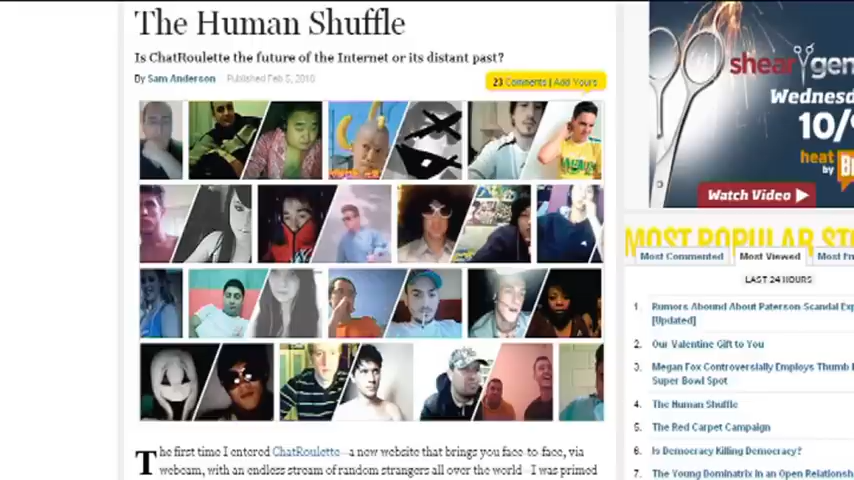 The Human Shuffle
Is ChatRoulette the future of the Internet or its distant past?
By Sam Anderson Published Feb 5, 2010
23 Comments | Add Yours
The first time I entered ChatRoulette—a new website that brings you face-to-face, via
webcam, with an endless stream of random strangers all over the world—I was primed
shear gen
Wednesd
10/
heat
by
Watch Video
MOST POPULAR STO
Most Commented Most Viewed Most
LAST 24 HOURS
1. Rumors Abound About Paterson Scandal Exp
[Updated]
2. Our Valentine Gift to You
3. Megan Fox Controversially Employs Thumb
Super Bowl Spot
4. The Human Shuffle
5. The Red Carpet Campaign
6. Is Democracy Killing Democracy?
7. The Young Dominatrix in an Open Relationsh